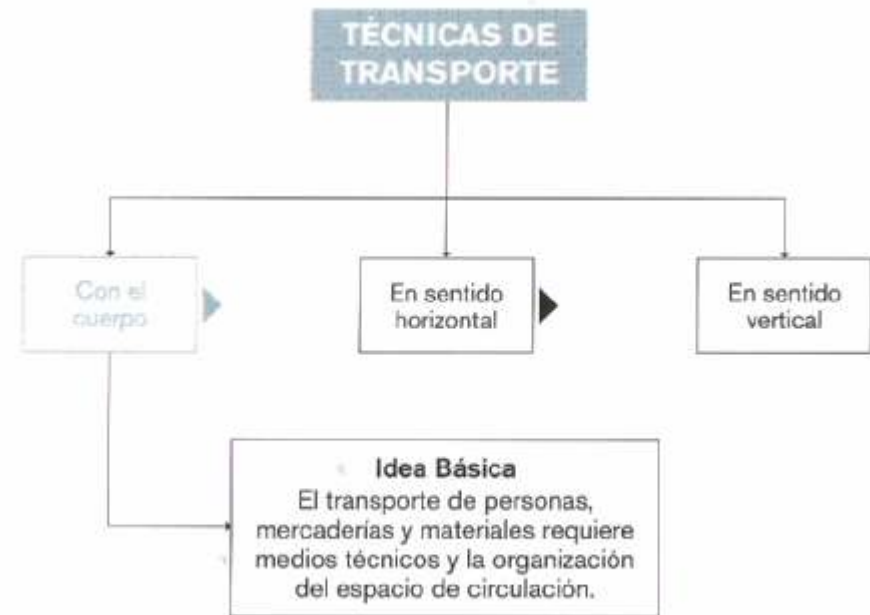 TÉCNICAS DE
TRANSPORTE
Con el
cuerpo
En sentido
horizontal
En sentido
vertical
Idea Básica
El transporte de personas,
mercaderías y materiales requiere
medios técnicos y la organización
del espacio de circulación.